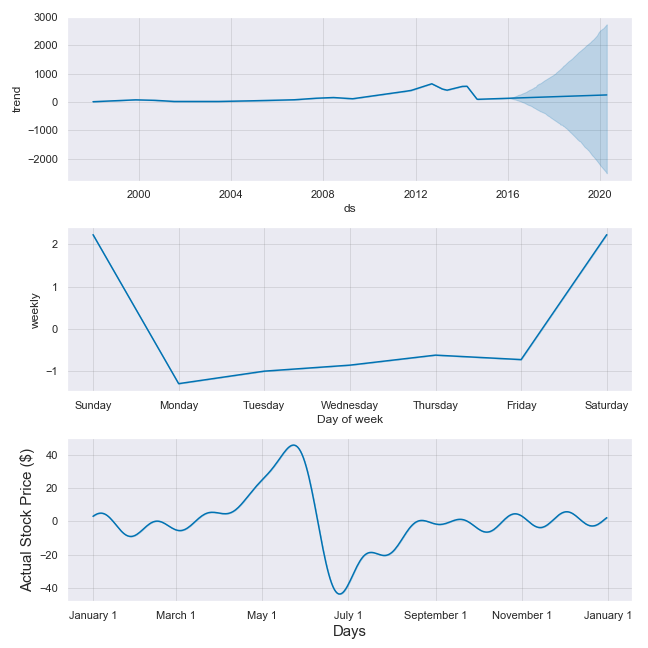 3000
2000
1000
0
−1000
−2000
trend
2000 2004 2008 2012 2016 2020
ds
2
1
0
−1
weekly
Sunday Monday Tuesday Wednesday Thursday Friday Saturday
Day of week
40
20
0
−20
−40
Actual Stock Price ($)
January 1 March 1 May 1 July 1 September 1 November 1 January 1
Days